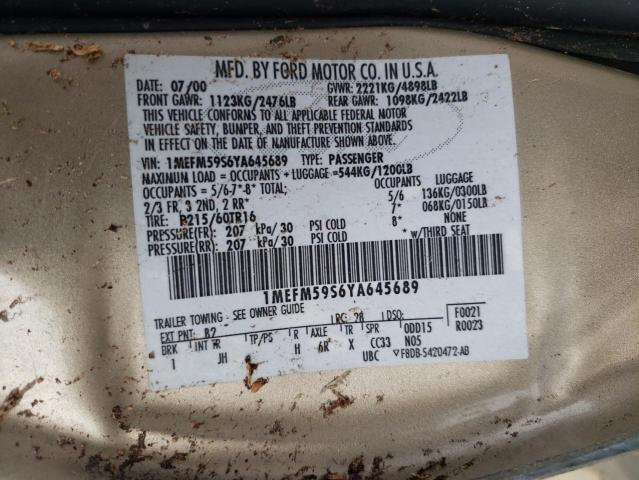 MFD. BY FORD MOTOR CO. IN U.S.A.
DATE: 07/00 GVWR: 2221KG/4898LB
FRONT GAWR: 1123KG/2476LB REAR GAWR: 1098KG/2422LB
THIS VEHICLE CONFORMS TO ALL APPLICABLE FEDERAL MOTOR
VEHICLE SAFETY, BUMPER, AND THEFT PREVENTION STANDARDS
IN EFFECT ON THE DATE OF MANUFACTURE SHOWN ABOVE.
VIN: 1MEFM59S6YA645689 TYPE: PASSENGER
MAXIMUM LOAD = OCCUPANTS + LUGGAGE = 544KG/1200LB
OCCUPANTS = 5/6-7*-8* OCCUPANTS LUGGAGE
2/3 FR, 3 2ND, 2 RR* 5/6 136KG/0300LB
TIRE: P215/60TR16 7* 068KG/0150LB
PRESSURE(FR) 207 kPa/30 PSI COLD 8* NONE
PRESSURE(RR) 207 kPa/30 PSI COLD * W/THIRD SEAT
1MEFM59S6YA645689
TRAILER TOWING - SEE OWNER GUIDE
EXT PNT: B2 RC: 28 DSO: F0021
BRK INT TR TP/PS R AXLE TR SPR ODD15 R0023
1 JH H 6R X CC33 N05
UBC F8DB-5420472-AB